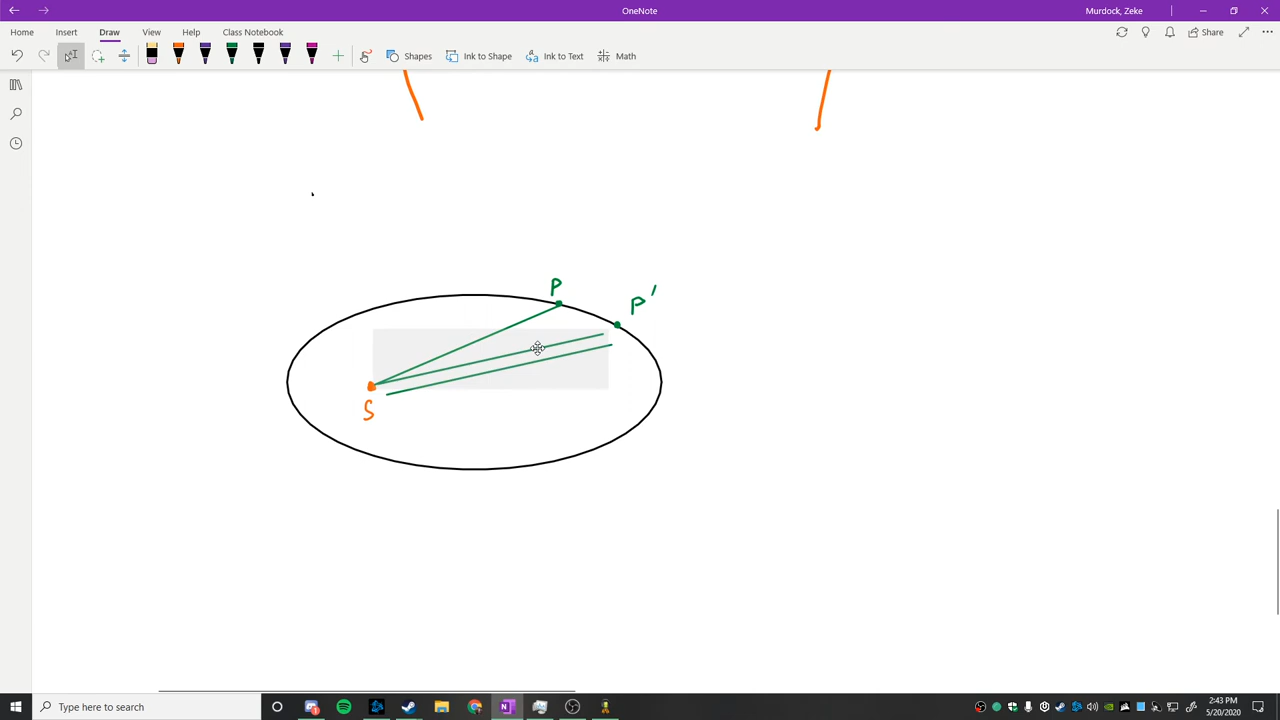 OneNote
Murdock, Zeke
Home Insert Draw View Help Class Notebook
Share
Shapes Ink to Shape Ink to Text Math
P
P'
S
Type here to search
2:43 PM
5/20/2020